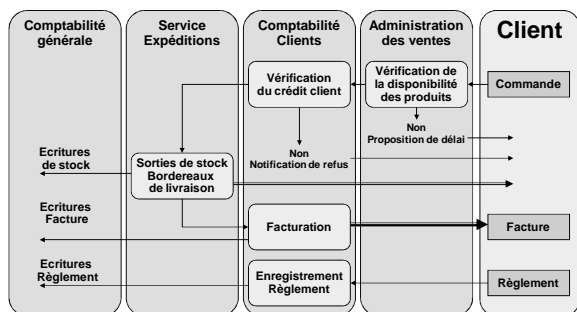 Comptabilité
générale
Service
Expéditions
Comptabilité
Clients
Administration
des ventes
Client
Vérification
du crédit client
Vérification de
la disponibilité
des produits
Commande
Non
Proposition de délai
Non
Notification de refus
Ecritures
de stock
Sorties de stock
Bordereaux
de livraison
Ecritures
Facture
Facturation
Facture
Ecritures
Règlement
Enregistrement
Règlement
Règlement